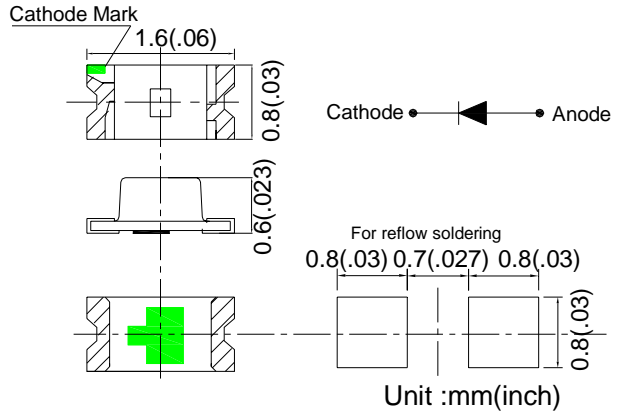 Cathode Mark
1.6(.06)
0.8(.03)
Cathode
Anode
0.6(.023)
For reflow soldering
0.8(.03) 0.7(.027) 0.8(.03)
0.8(.03)
Unit :mm(inch)